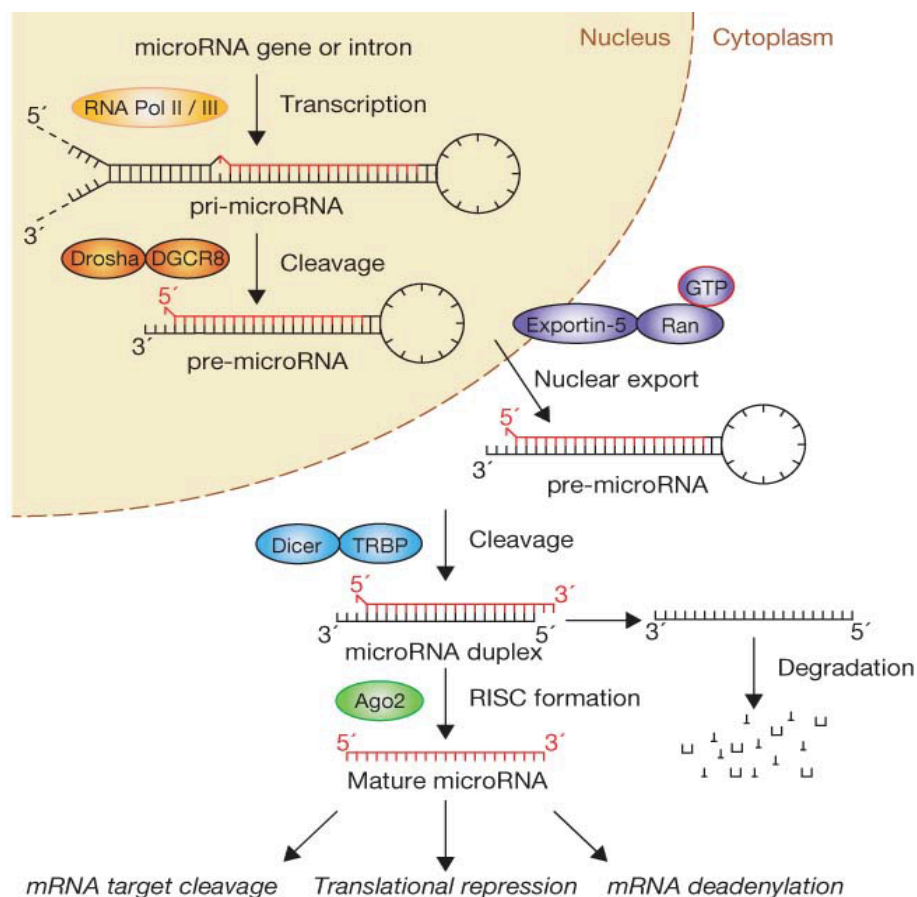 microRNA gene or intron
Nucleus
Cytoplasm
RNA Pol II / III
Transcription
5´
3´
pri-microRNA
Drosha
DGCR8
Cleavage
5´
3´
pre-microRNA
GTP
Exportin-5
Ran
Nuclear export
5´
3´
pre-microRNA
Dicer
TRBP
Cleavage
5´
3´
3´
5´
microRNA duplex
3´
5´
Degradation
Ago2
RISC formation
5´
3´
Mature microRNA
mRNA target cleavage
Translational repression
mRNA deadenylation